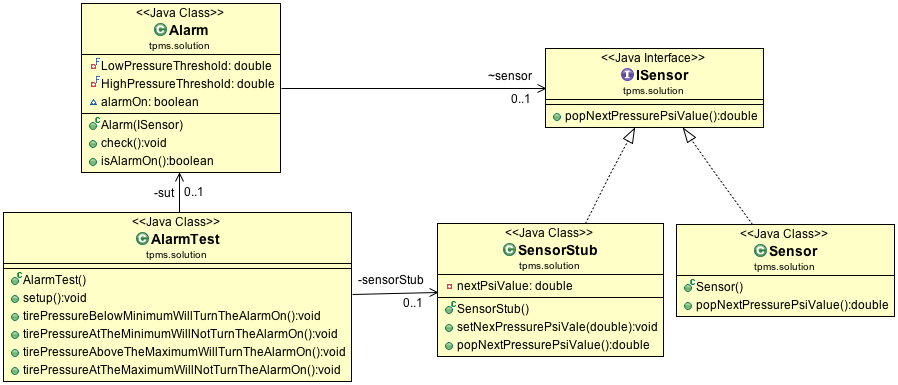 <<Java Class>>
Alarm
tpms.solution
LowPressureThreshold: double
HighPressureThreshold: double
alarmOn: boolean
Alarm(ISensor)
check():void
isAlarmOn():boolean
~sensor
0..1
<<Java Interface>>
ISensor
tpms.solution
popNextPressurePsiValue():double
-sut
0..1
<<Java Class>>
AlarmTest
tpms.solution
AlarmTest()
setup():void
tirePressureBelowMinimumWillTurnTheAlarmOn():void
tirePressureAtTheMinimumWillNotTurnTheAlarmOn():void
tirePressureAboveTheMaximumWillTurnTheAlarmOn():void
tirePressureAtTheMaximumWillNotTurnTheAlarmOn():void
-sensorStub
0..1
<<Java Class>>
SensorStub
tpms.solution
nextPsiValue: double
SensorStub()
setNexPressurePsiVale(double):void
popNextPressurePsiValue():double
<<Java Class>>
Sensor
tpms.solution
Sensor()
popNextPressurePsiValue():double